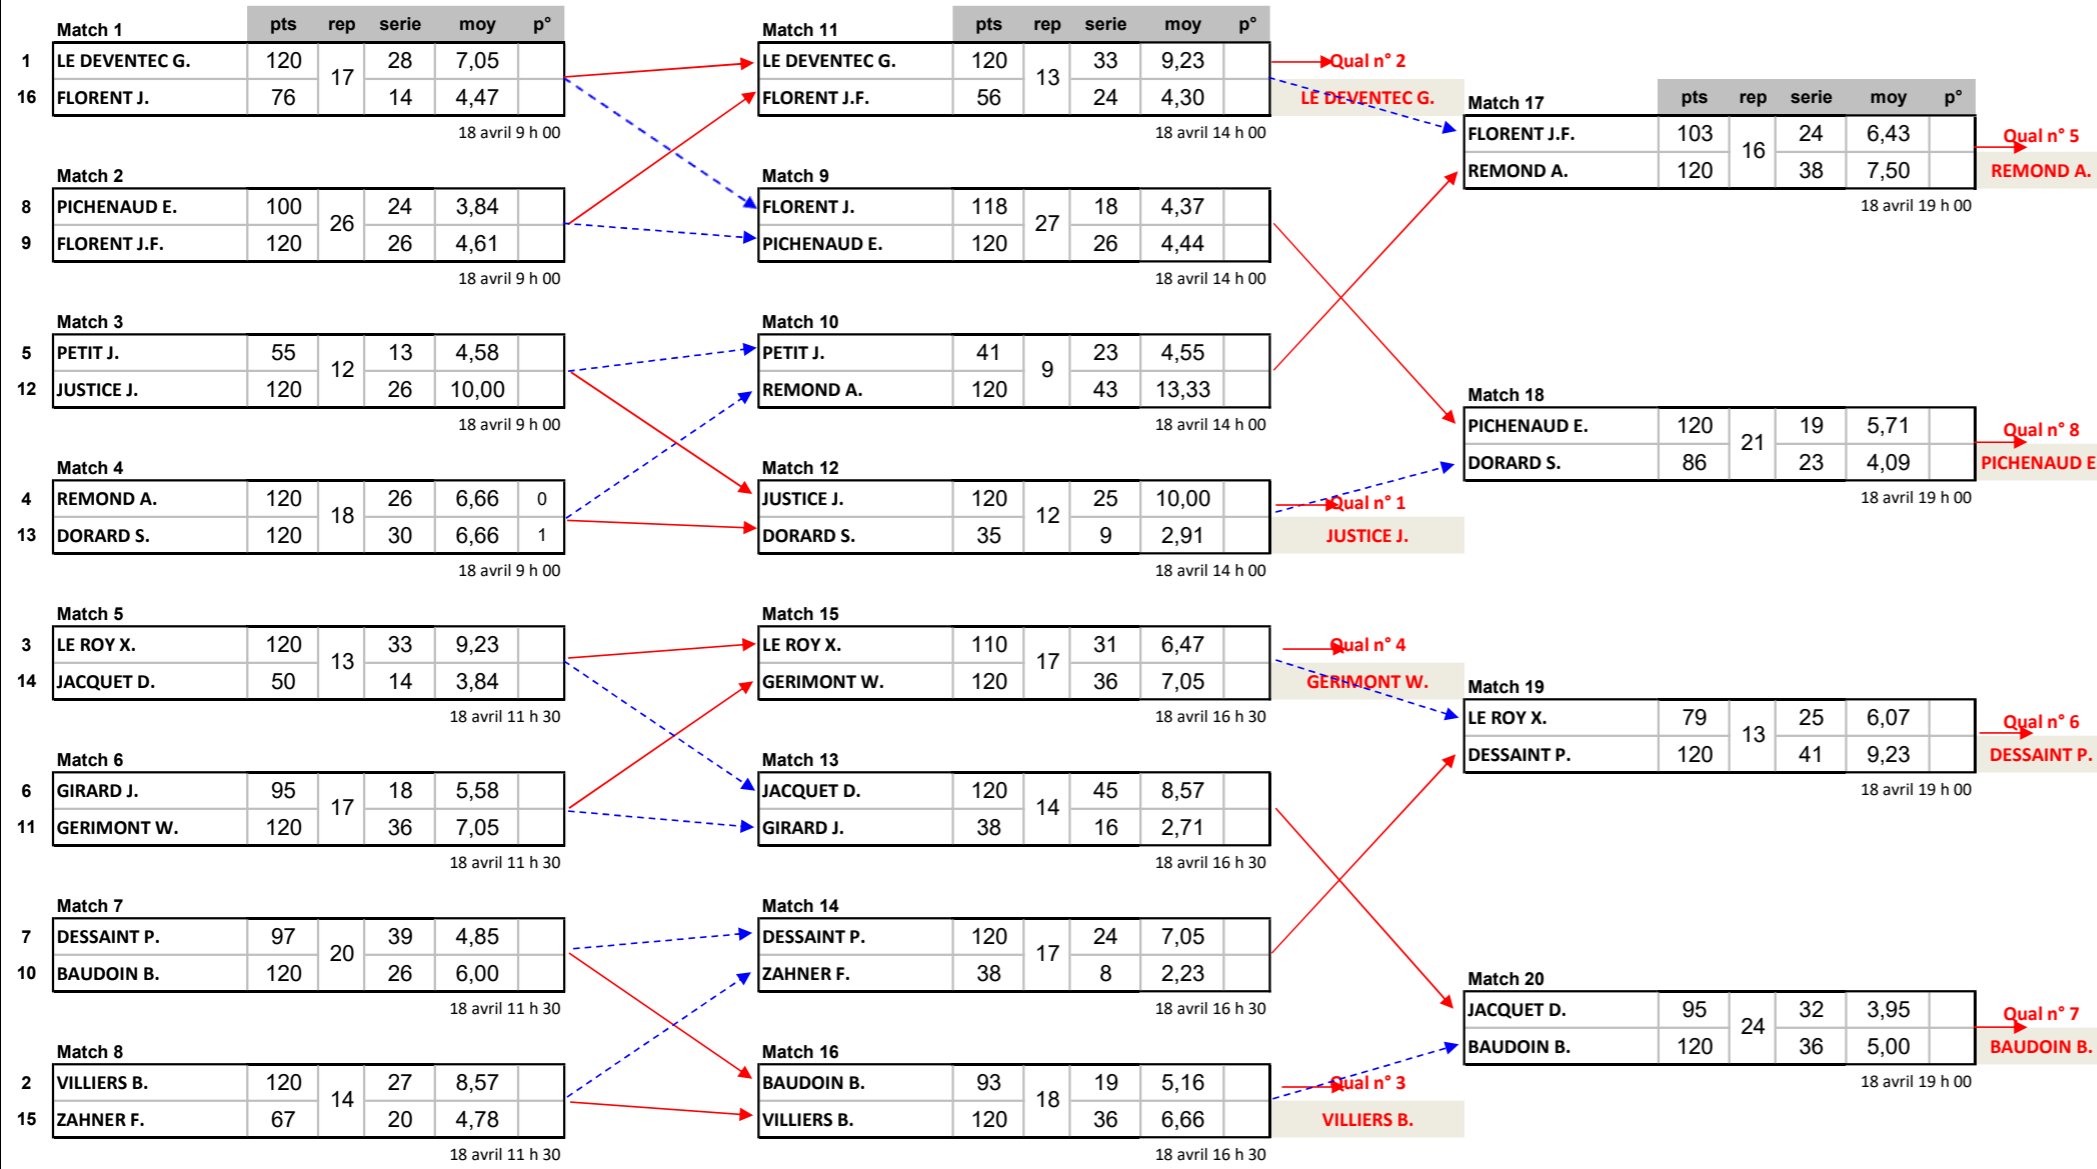 pts rep serie moy p°
Match 1
1 LE DEVENTEC G. 120 17 28 7,05
16 FLORENT J. 76 14 4,47
18 avril 9 h 00
Match 2
8 PICHENAUD E. 100 26 24 3,84
9 FLORENT J.F. 120 26 4,61
18 avril 9 h 00
Match 3
5 PETIT J. 55 12 13 4,58
12 JUSTICE J. 120 26 10,00
18 avril 9 h 00
Match 4
4 REMOND A. 120 18 26 6,66 0
13 DORARD S. 120 30 6,66 1
18 avril 9 h 00
Match 5
3 LE ROY X. 120 13 33 9,23
14 JACQUET D. 50 14 3,84
18 avril 11 h 30
Match 6
6 GIRARD J. 95 17 18 5,58
11 GERIMONT W. 120 36 7,05
18 avril 11 h 30
Match 7
7 DESSAINT P. 97 20 39 4,85
10 BAUDOIN B. 120 26 6,00
18 avril 11 h 30
Match 8
2 VILLIERS B. 120 14 27 8,57
15 ZAHNER F. 67 20 4,78
18 avril 11 h 30
pts rep serie moy p°
Match 11
LE DEVENTEC G. 120 13 33 9,23
FLORENT J.F. 56 24 4,30
18 avril 14 h 00
Qual n° 2
LE DEVENTEC G.
Match 9
FLORENT J. 118 27 18 4,37
PICHENAUD E. 120 26 4,44
18 avril 14 h 00
Match 10
PETIT J. 41 9 23 4,55
REMOND A. 120 43 13,33
18 avril 14 h 00
Match 12
JUSTICE J. 120 12 25 10,00
DORARD S. 35 9 2,91
18 avril 14 h 00
Qual n° 1
JUSTICE J.
Match 15
LE ROY X. 110 17 31 6,47
GERIMONT W. 120 36 7,05
18 avril 16 h 30
Qual n° 4
GERIMONT W.
Match 13
JACQUET D. 120 14 45 8,57
GIRARD J. 38 16 2,71
18 avril 16 h 30
Match 14
DESSAINT P. 120 17 24 7,05
ZAHNER F. 38 8 2,23
18 avril 16 h 30
Match 16
BAUDOIN B. 93 18 19 5,16
VILLIERS B. 120 36 6,66
18 avril 16 h 30
Qual n° 3
VILLIERS B.
pts rep serie moy p°
Match 17
FLORENT J.F. 103 16 24 6,43
REMOND A. 120 38 7,50
18 avril 19 h 00
Qual n° 5
REMOND A.
Match 18
PICHENAUD E. 120 21 19 5,71
DORARD S. 86 23 4,09
18 avril 19 h 00
Qual n° 8
PICHENAUD E
Match 19
LE ROY X. 79 13 25 6,07
DESSAINT P. 120 41 9,23
18 avril 19 h 00
Qual n° 6
DESSAINT P.
Match 20
JACQUET D. 95 24 32 3,95
BAUDOIN B. 120 36 5,00
18 avril 19 h 00
Qual n° 7
BAUDOIN B.